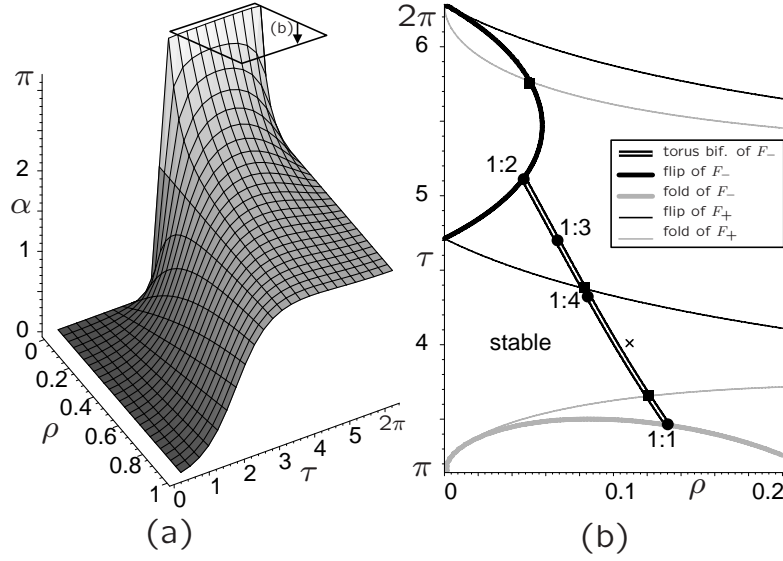 (b)
π
2
α
1
0
0
0.2
0.4
0.6
0.8
1
ρ
0
1
2
3
4
5
2π
τ
(a)
2π
6
5
π
τ
4
π
1:2
1:3
1:4
1:1
stable
×
torus bif. of F−
flip of F−
fold of F−
flip of F+
fold of F+
0
0.1
ρ
0.2
(b)